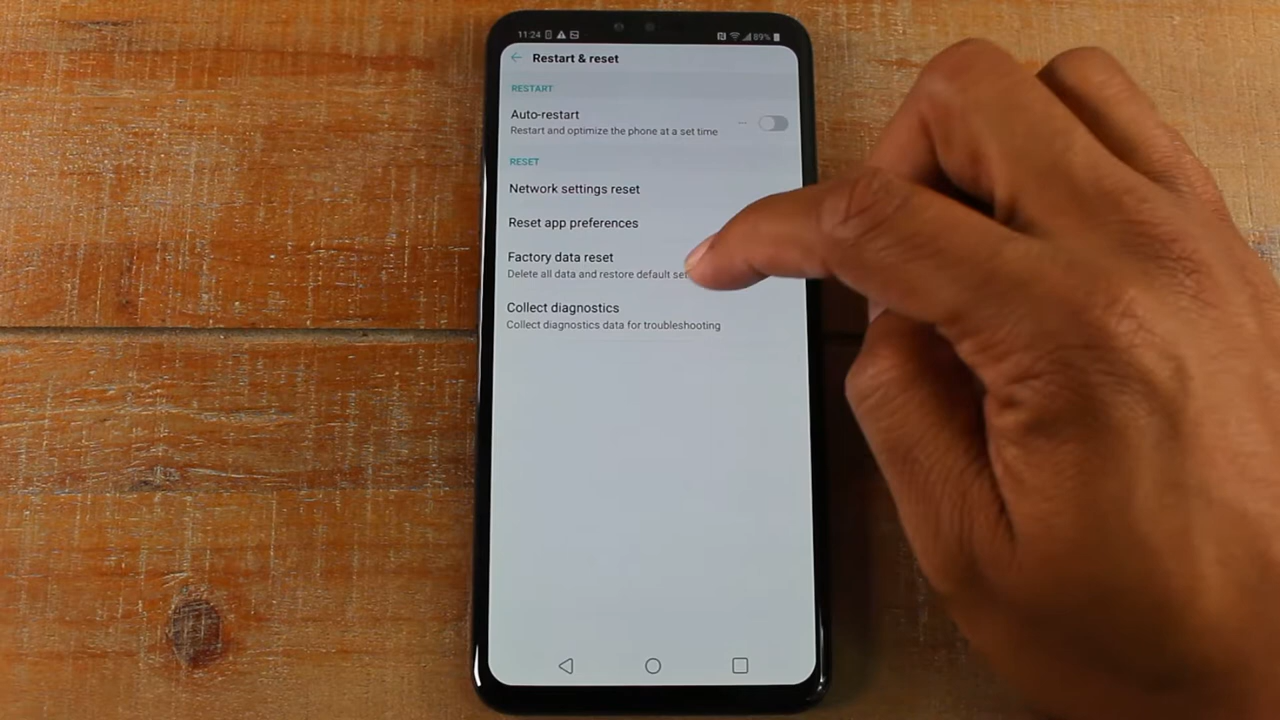 11:24 89%
Restart & reset
RESTART
Auto-restart
Restart and optimize the phone at a set time
RESET
Network settings reset
Reset app preferences
Factory data reset
Delete all data and restore default set
Collect diagnostics
Collect diagnostics data for troubleshooting